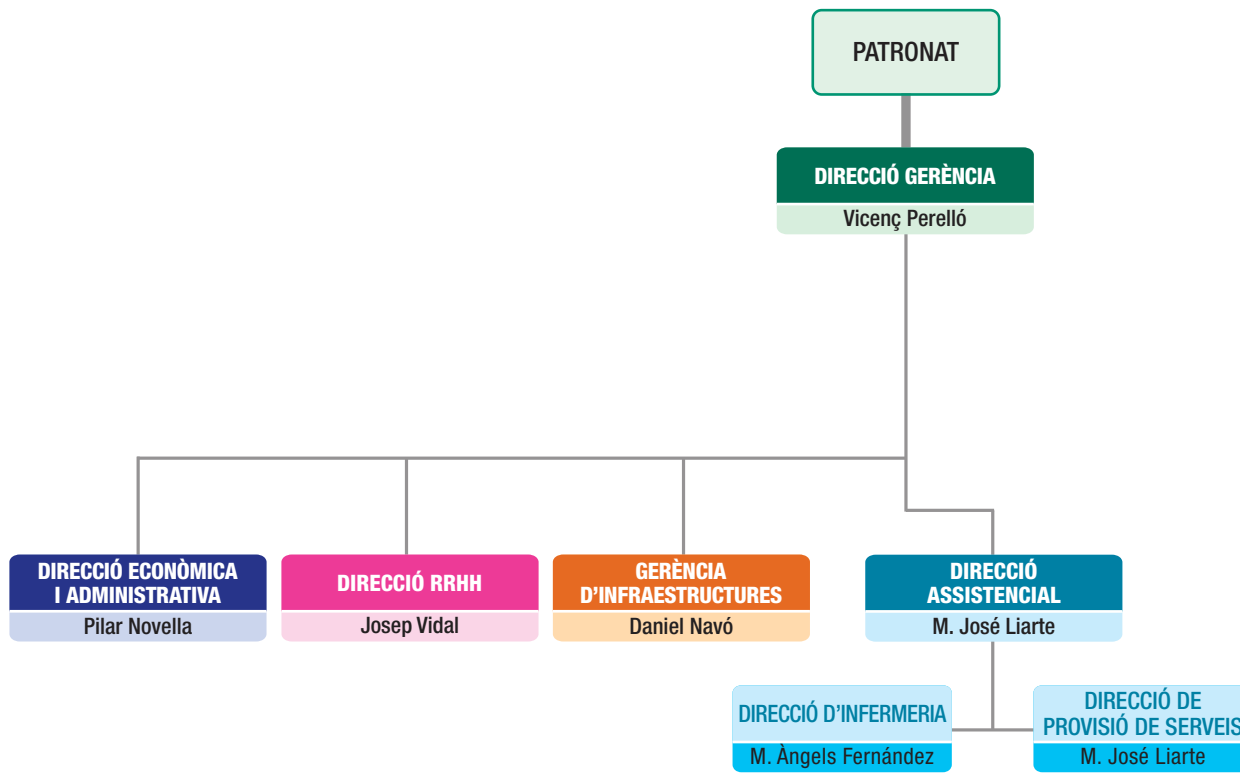 PATRONAT
DIRECCIÓ GERÈNCIA
Vicenç Perelló
DIRECCIÓ ECONÒMICA
I ADMINISTRATIVA
Pilar Novella
DIRECCIÓ RRHH
Josep Vidal
GERÈNCIA
D’INFRAESTRUCTURES
Daniel Navó
DIRECCIÓ
ASSISTENCIAL
M. José Liarte
DIRECCIÓ D’INFERMERIA
M. Àngels Fernández
DIRECCIÓ DE
PROVISIÓ DE SERVEIS
M. José Liarte